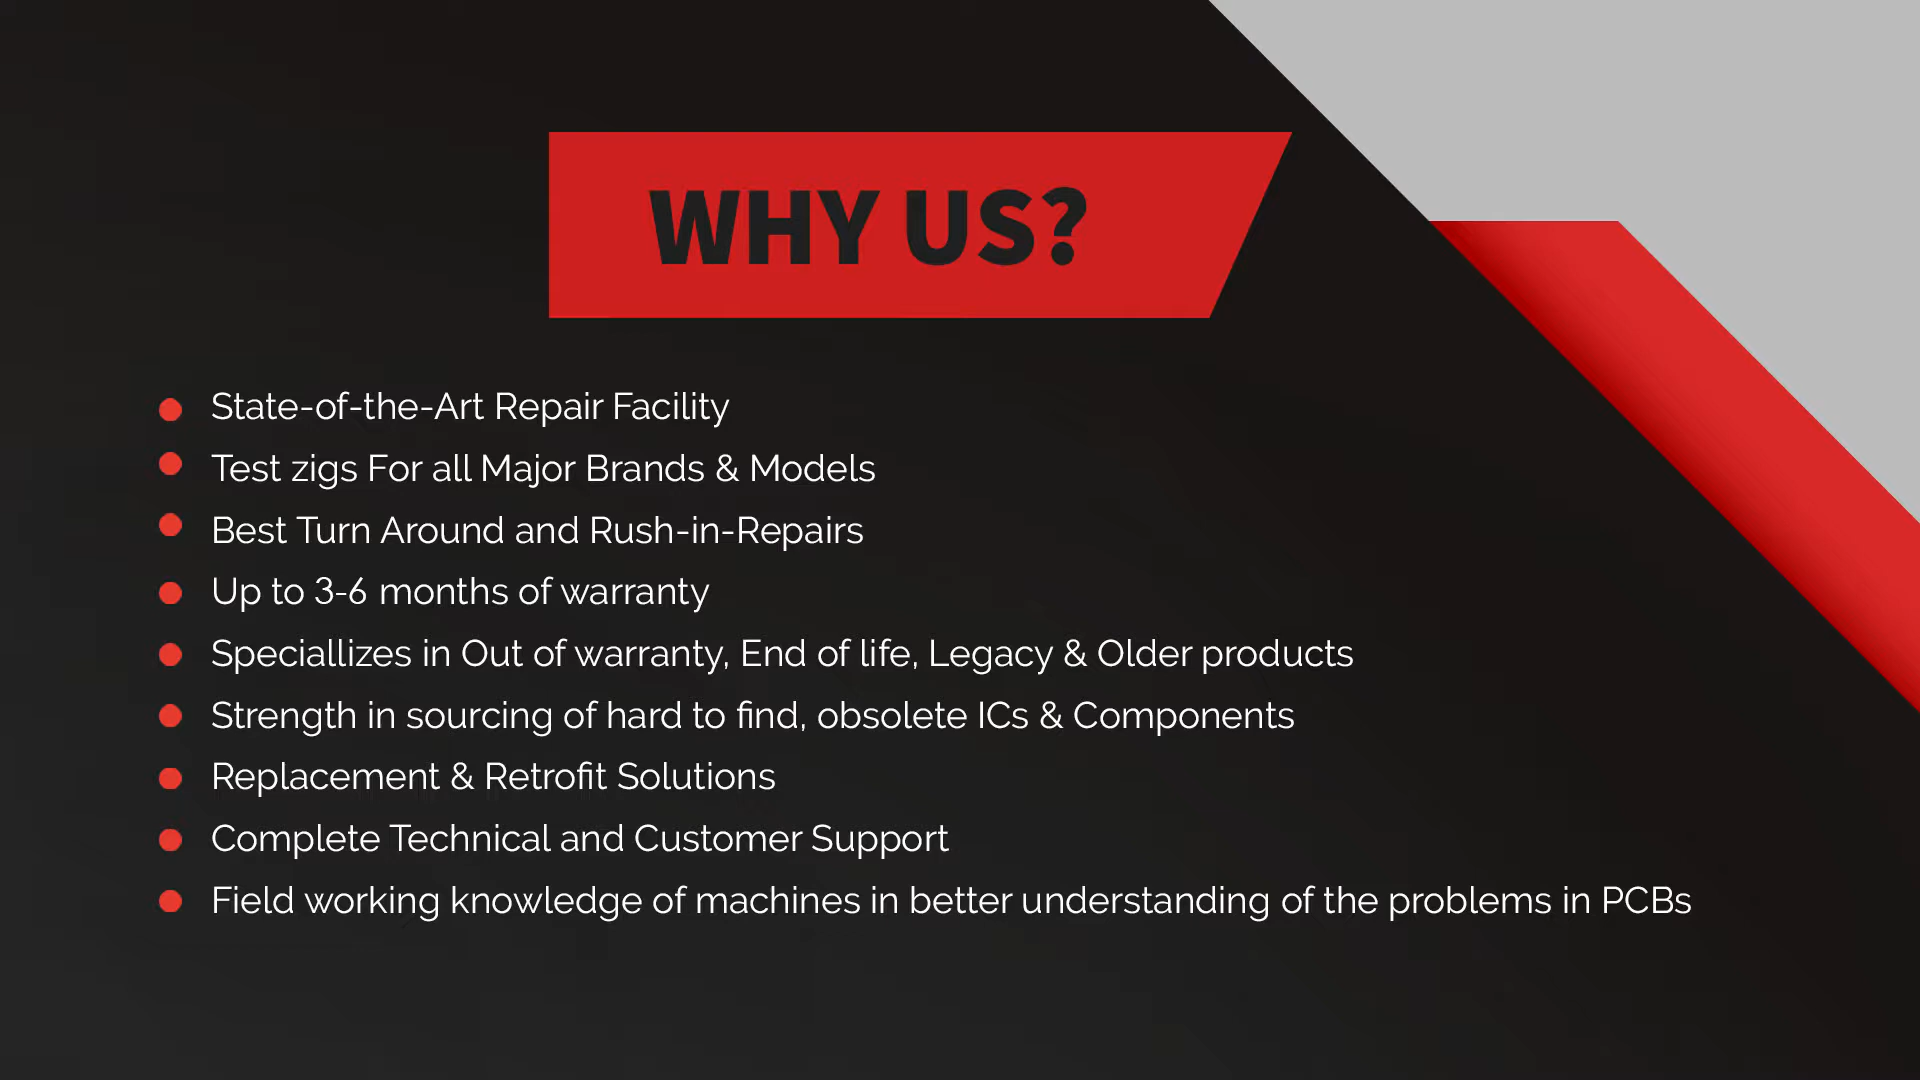 WHY US?
State-of-the-Art Repair Facility
Test zigs For all Major Brands & Models
Best Turn Around and Rush-in-Repairs
Up to 3-6 months of warranty
Speciallizes in Out of warranty, End of life, Legacy & Older products
Strength in sourcing of hard to find, obsolete ICs & Components
Replacement & Retrofit Solutions
Complete Technical and Customer Support
Field working knowledge of machines in better understanding of the problems in PCBs